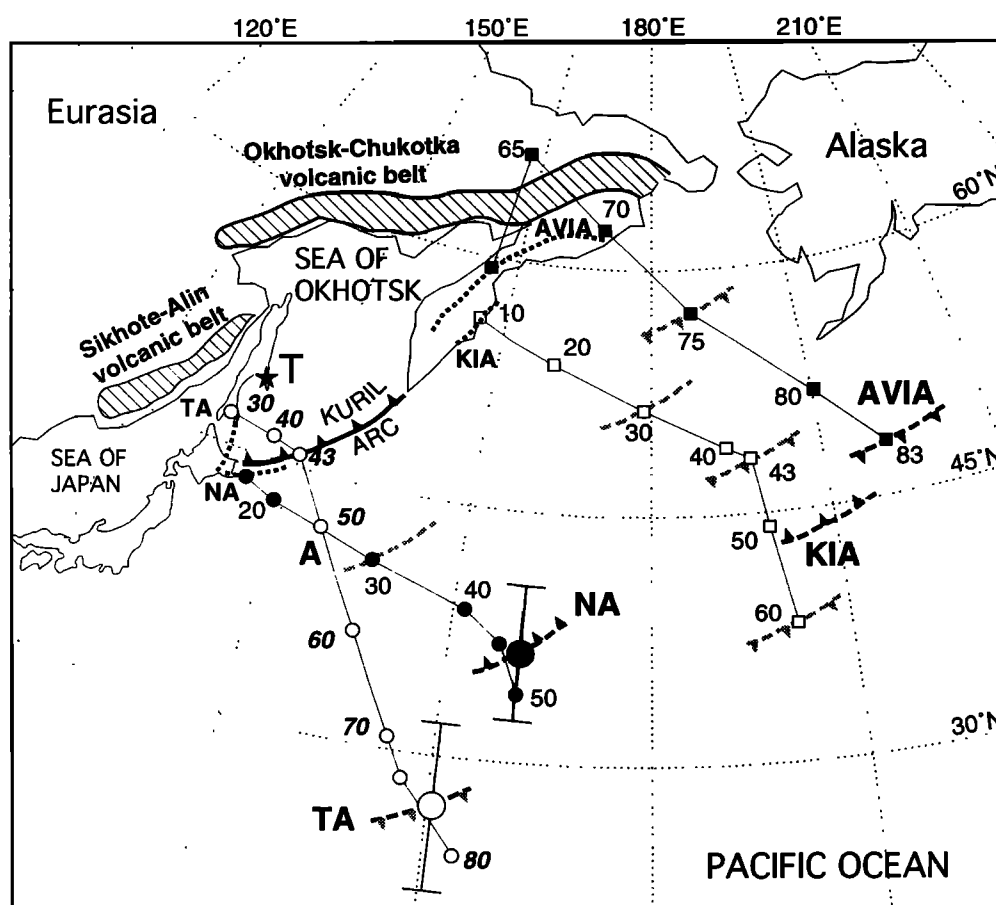 120°E 150°E 180°E 210°E
Eurasia
Okhotsk-Chukotka
volcanic belt
65
Alaska
60°N
70
AVIA
SEA OF
OKHOTSK
Sikhote-Alin
volcanic belt
10
KIA
20
75
T
TA
30
40
KURIL
ARC
43
30
80
AVIA
83
45°N
SEA OF
JAPAN
NA
20
40
43
50
A
30
50
KIA
40
NA
60
60
50
70
30°N
TA
80
PACIFIC OCEAN